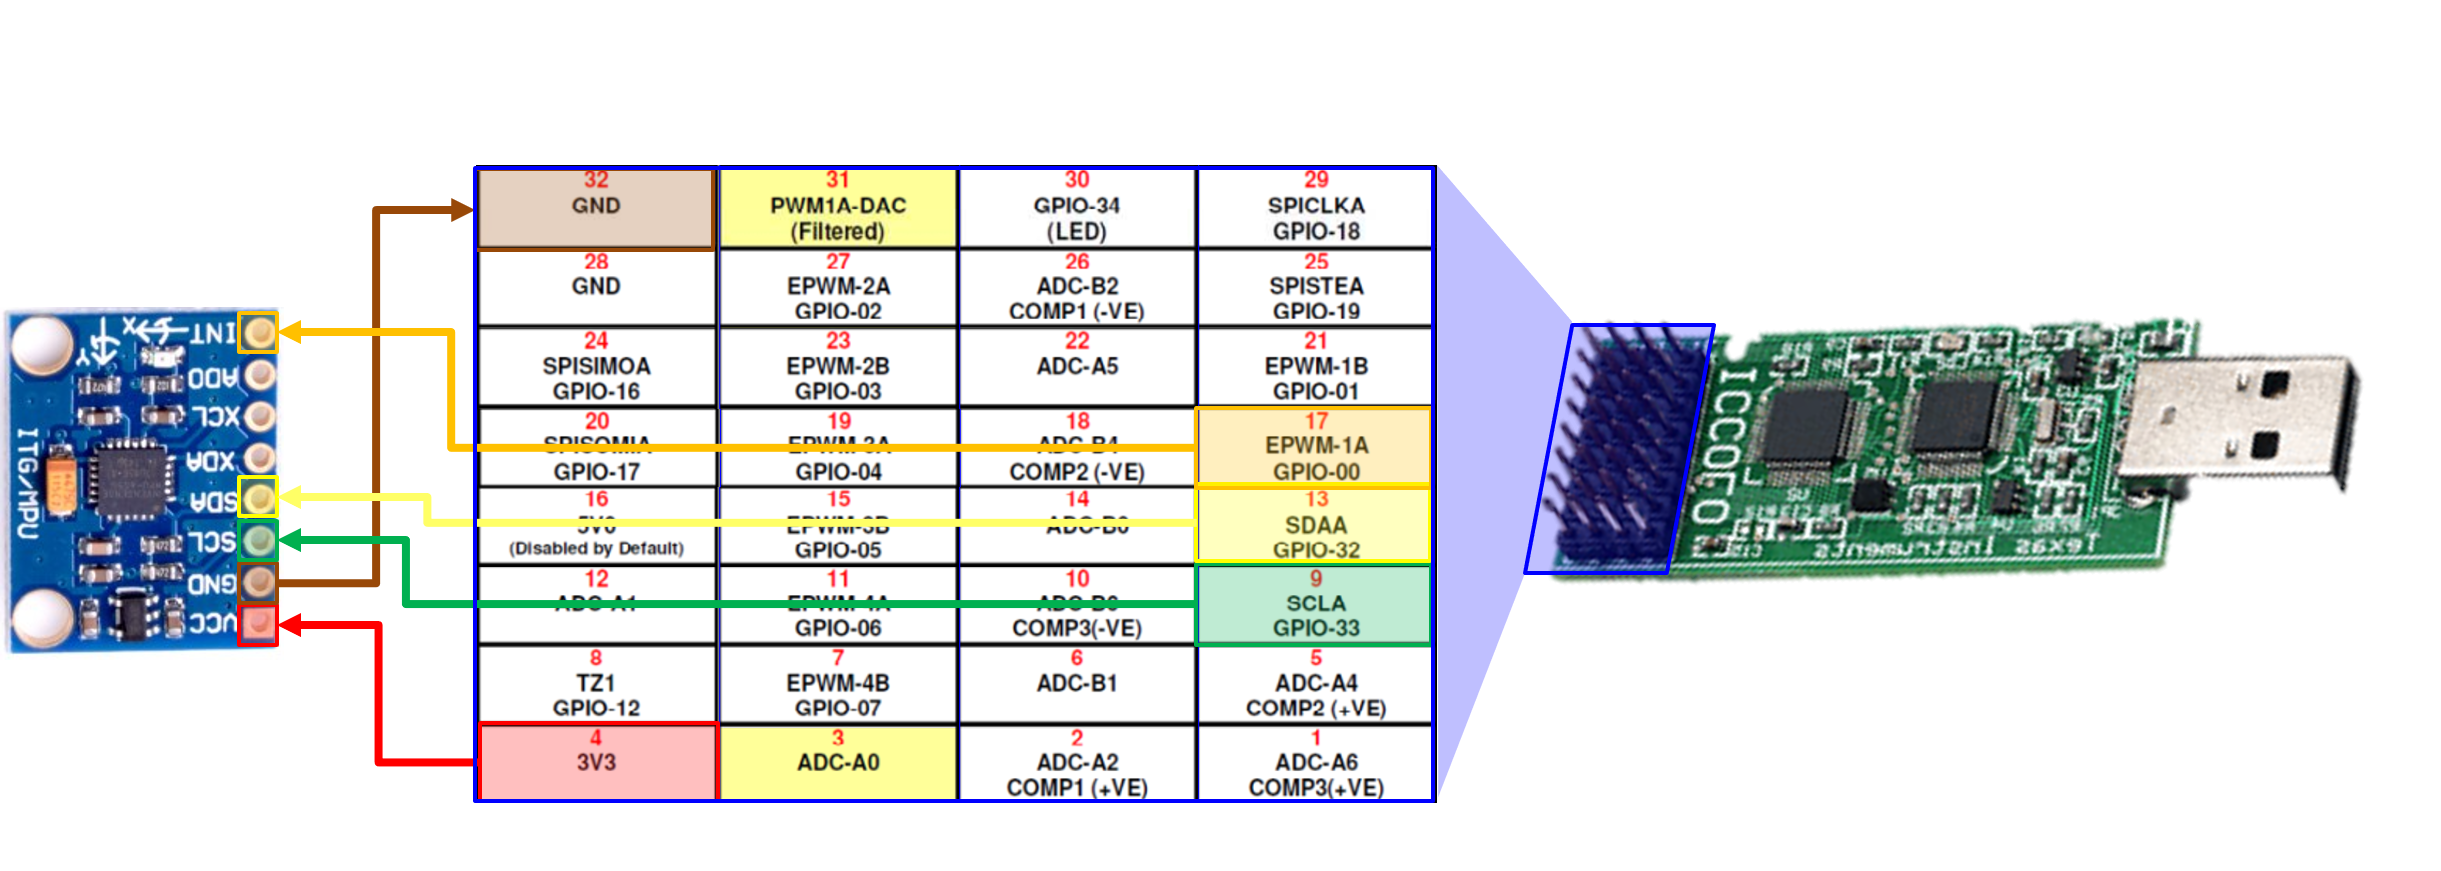 INT
AD0
XCL
XDA
SDA
SCL
GND
VCC
X
Y
ITG/MPU
32
GND
31
PWM1A-DAC
(Filtered)
30
GPIO-34
(LED)
29
SPICLKA
GPIO-18
28
GND
27
EPWM-2A
GPIO-02
26
ADC-B2
COMP1 (-VE)
25
SPISTEA
GPIO-19
24
SPISIMOA
GPIO-16
23
EPWM-2B
GPIO-03
22
ADC-A5
21
EPWM-1B
GPIO-01
20
SPISOMIA
GPIO-17
19
EPWM-3A
GPIO-04
18
ADC-B4
COMP2 (-VE)
17
EPWM-1A
GPIO-00
16
5V0
(Disabled by Default)
15
EPWM-3B
GPIO-05
14
ADC-B0
13
SDAA
GPIO-32
12
ADC-A1
11
EPWM-4A
GPIO-06
10
COMP3(-VE)
9
SCLA
GPIO-33
8
TZ1
GPIO-12
7
EPWM-4B
GPIO-07
6
ADC-B1
5
ADC-A4
COMP2 (+VE)
4
3V3
3
ADC-A0
2
ADC-A2
COMP1 (+VE)
1
ADC-A6
COMP3(+VE)
ICCOLO
Texas Instruments